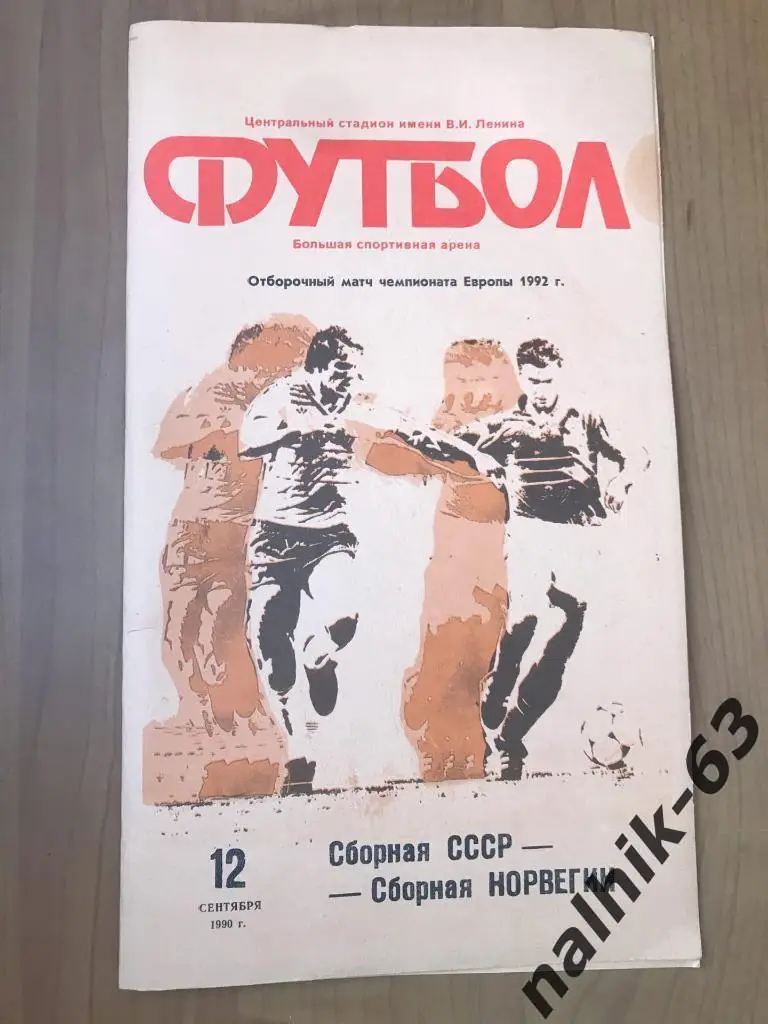 Центральный стадион имени В.И. Ленина
ФУТБОЛ
Большая спортивная арена
Отборочный матч чемпионата Европы 1992 г.
12
СЕНТЯБРЯ
1990 г.
Сборная СССР —
— Сборная НОРВЕГИИ
nalnik-63